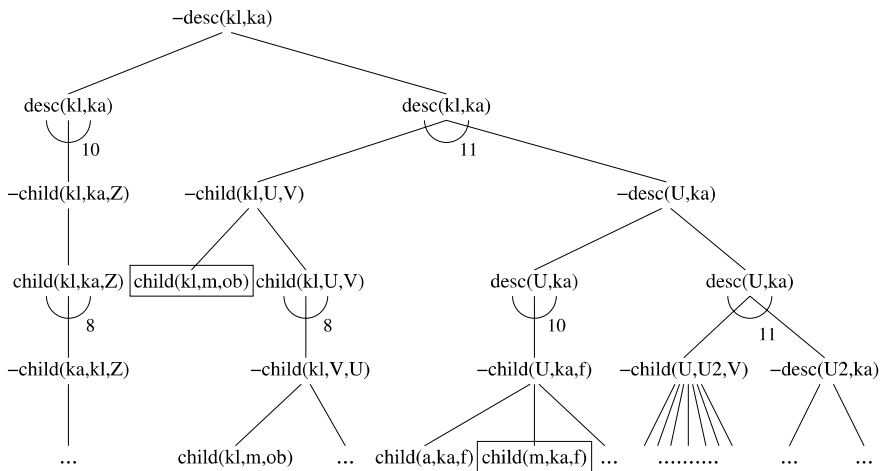 −desc(kl,ka)
desc(kl,ka) desc(kl,ka)
10 11
−child(kl,ka,Z) −child(kl,U,V) −desc(U,ka)
child(kl,ka,Z) child(kl,m,ob) child(kl,U,V) desc(U,ka) desc(U,ka)
8 8 10 11
−child(ka,kl,Z) −child(kl,V,U) −child(U,ka,f) −child(U,U2,V) −desc(U2,ka)
... child(kl,m,ob) ... child(a,ka,f) child(m,ka,f) ... .......... ... ...